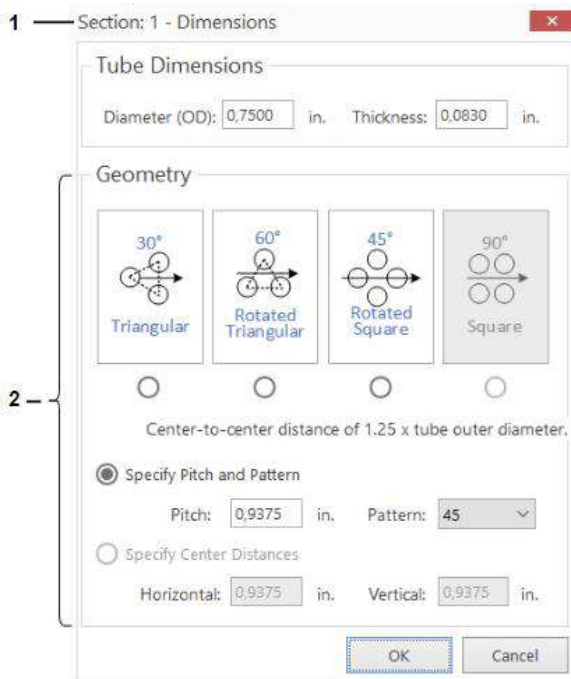 1
Section: 1 - Dimensions
Tube Dimensions
Diameter (OD): 0,7500 in. Thickness: 0,0830 in.
2
Geometry
30° 60° 45° 90°
Triangular Rotated Triangular Rotated Square Square
Center-to-center distance of 1.25 x tube outer diameter.
Specify Pitch and Pattern
Pitch: 0,9375 in. Pattern: 45
Specify Center Distances
Horizontal: 0,9375 in. Vertical: 0,9375 in.
OK Cancel